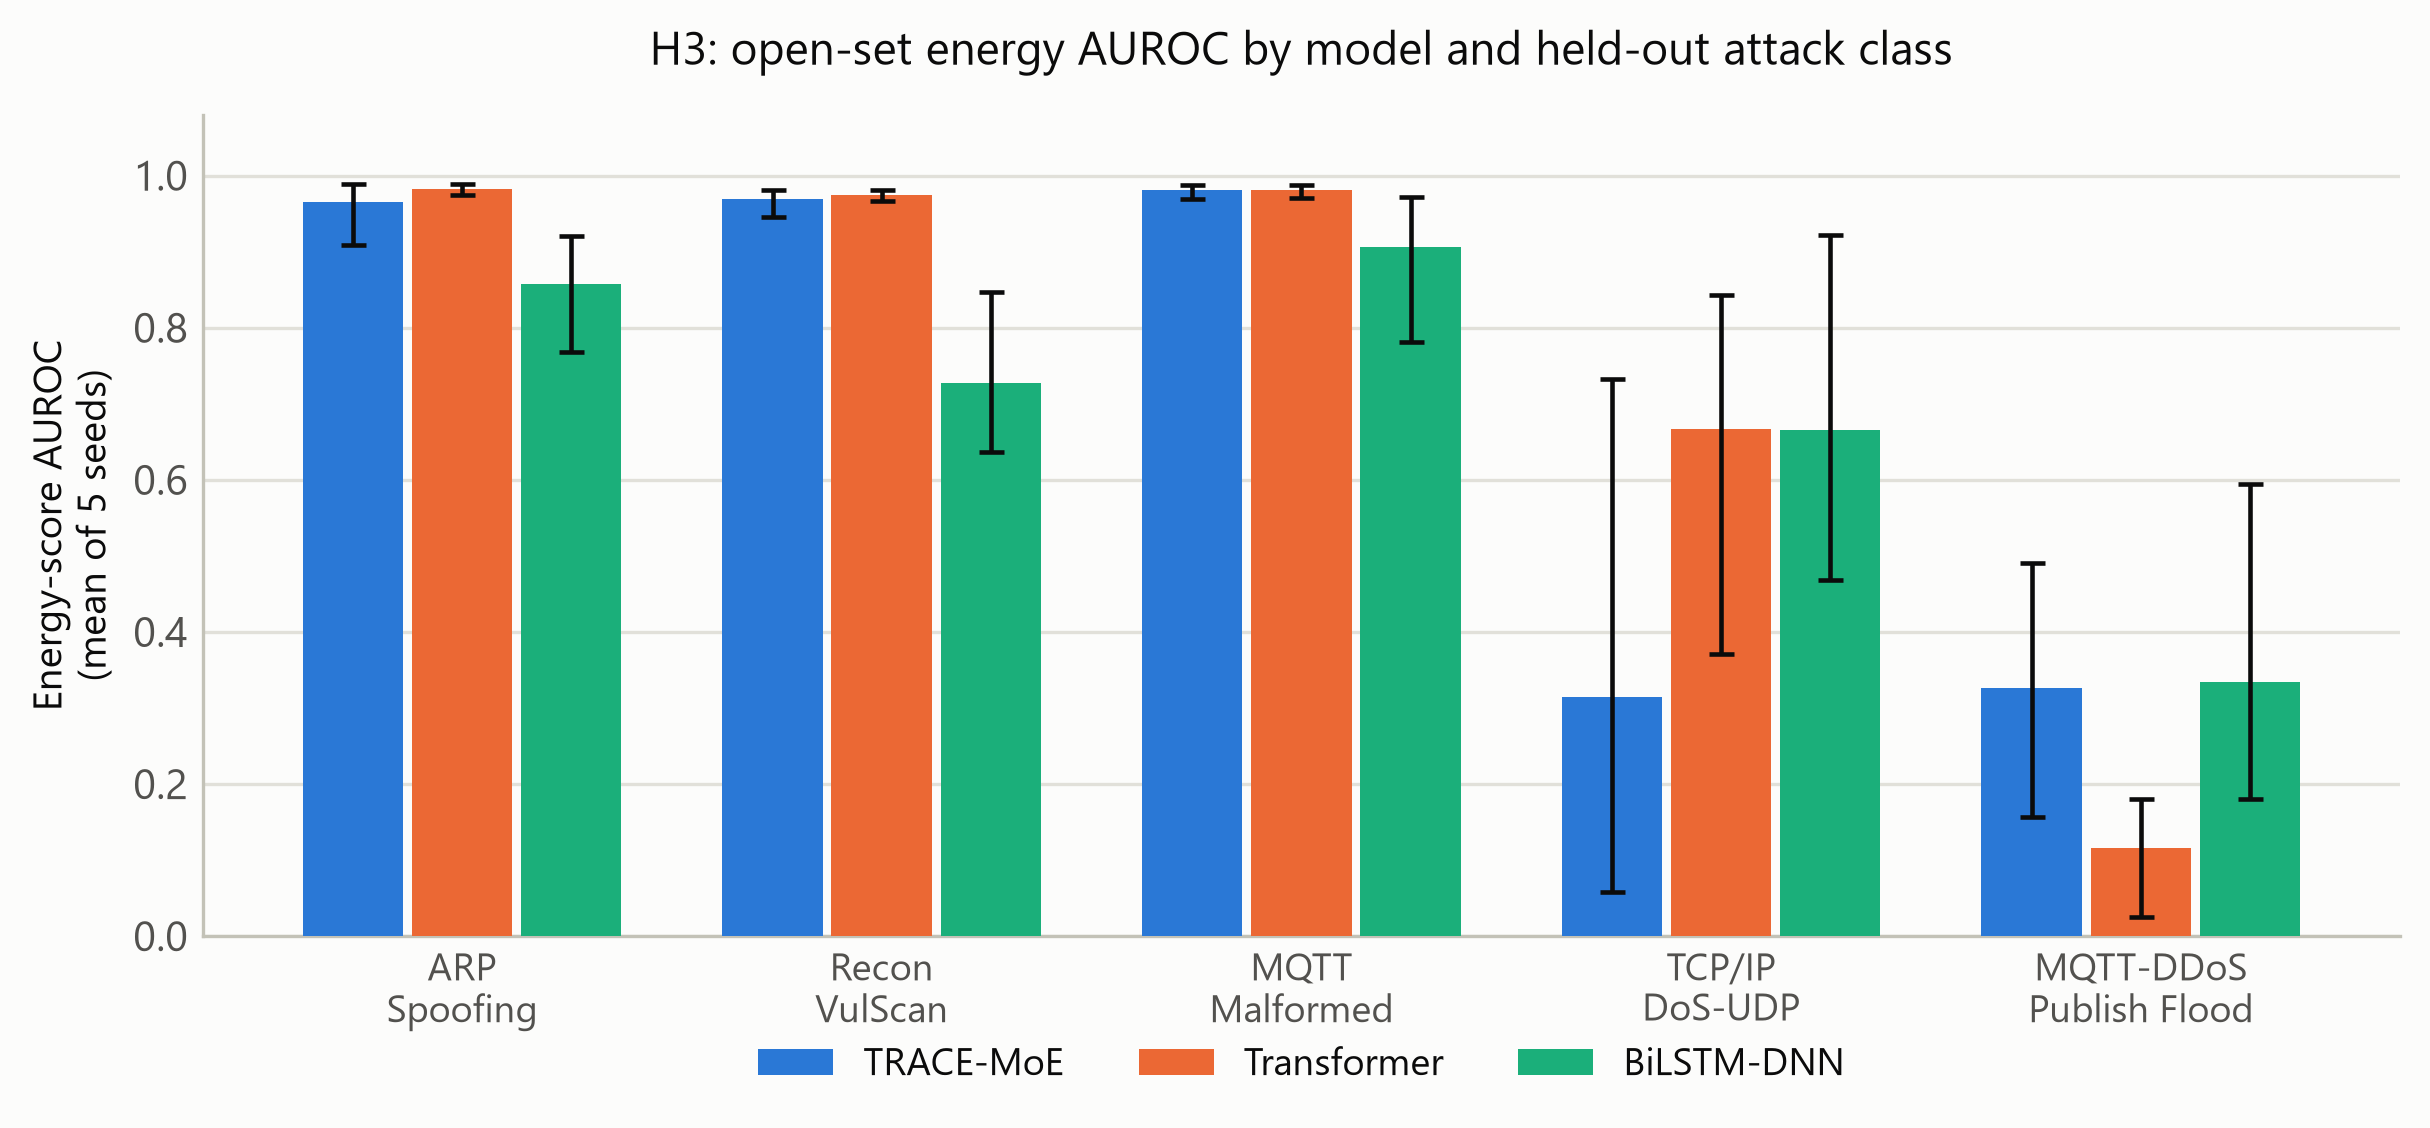 H3: open-set energy AUROC by model and held-out attack class
Energy-score AUROC
(mean of 5 seeds)
1.0
0.8
0.6
0.4
0.2
0.0
ARP
Spoofing
Recon
VulScan
MQTT
Malformed
TCP/IP
DoS-UDP
MQTT-DDoS
Publish Flood
TRACE-MoE
Transformer
BiLSTM-DNN